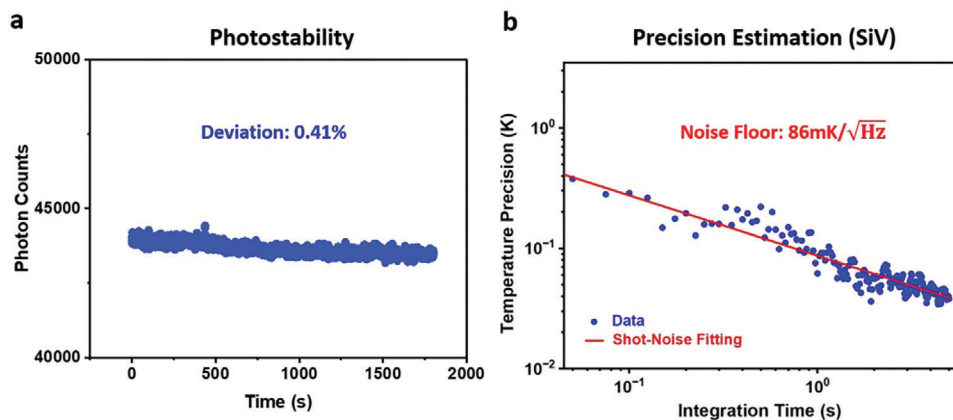 a
Photostability
50000
45000
40000
Photon Counts
Deviation: 0.41%
0
500
1000
1500
2000
Time (s)
b
Precision Estimation (SiV)
10⁰
10⁻¹
10⁻²
Temperature Precision (K)
Noise Floor: 86mK/√Hz
Data
Shot-Noise Fitting
10⁻¹
10⁰
Integration Time (s)